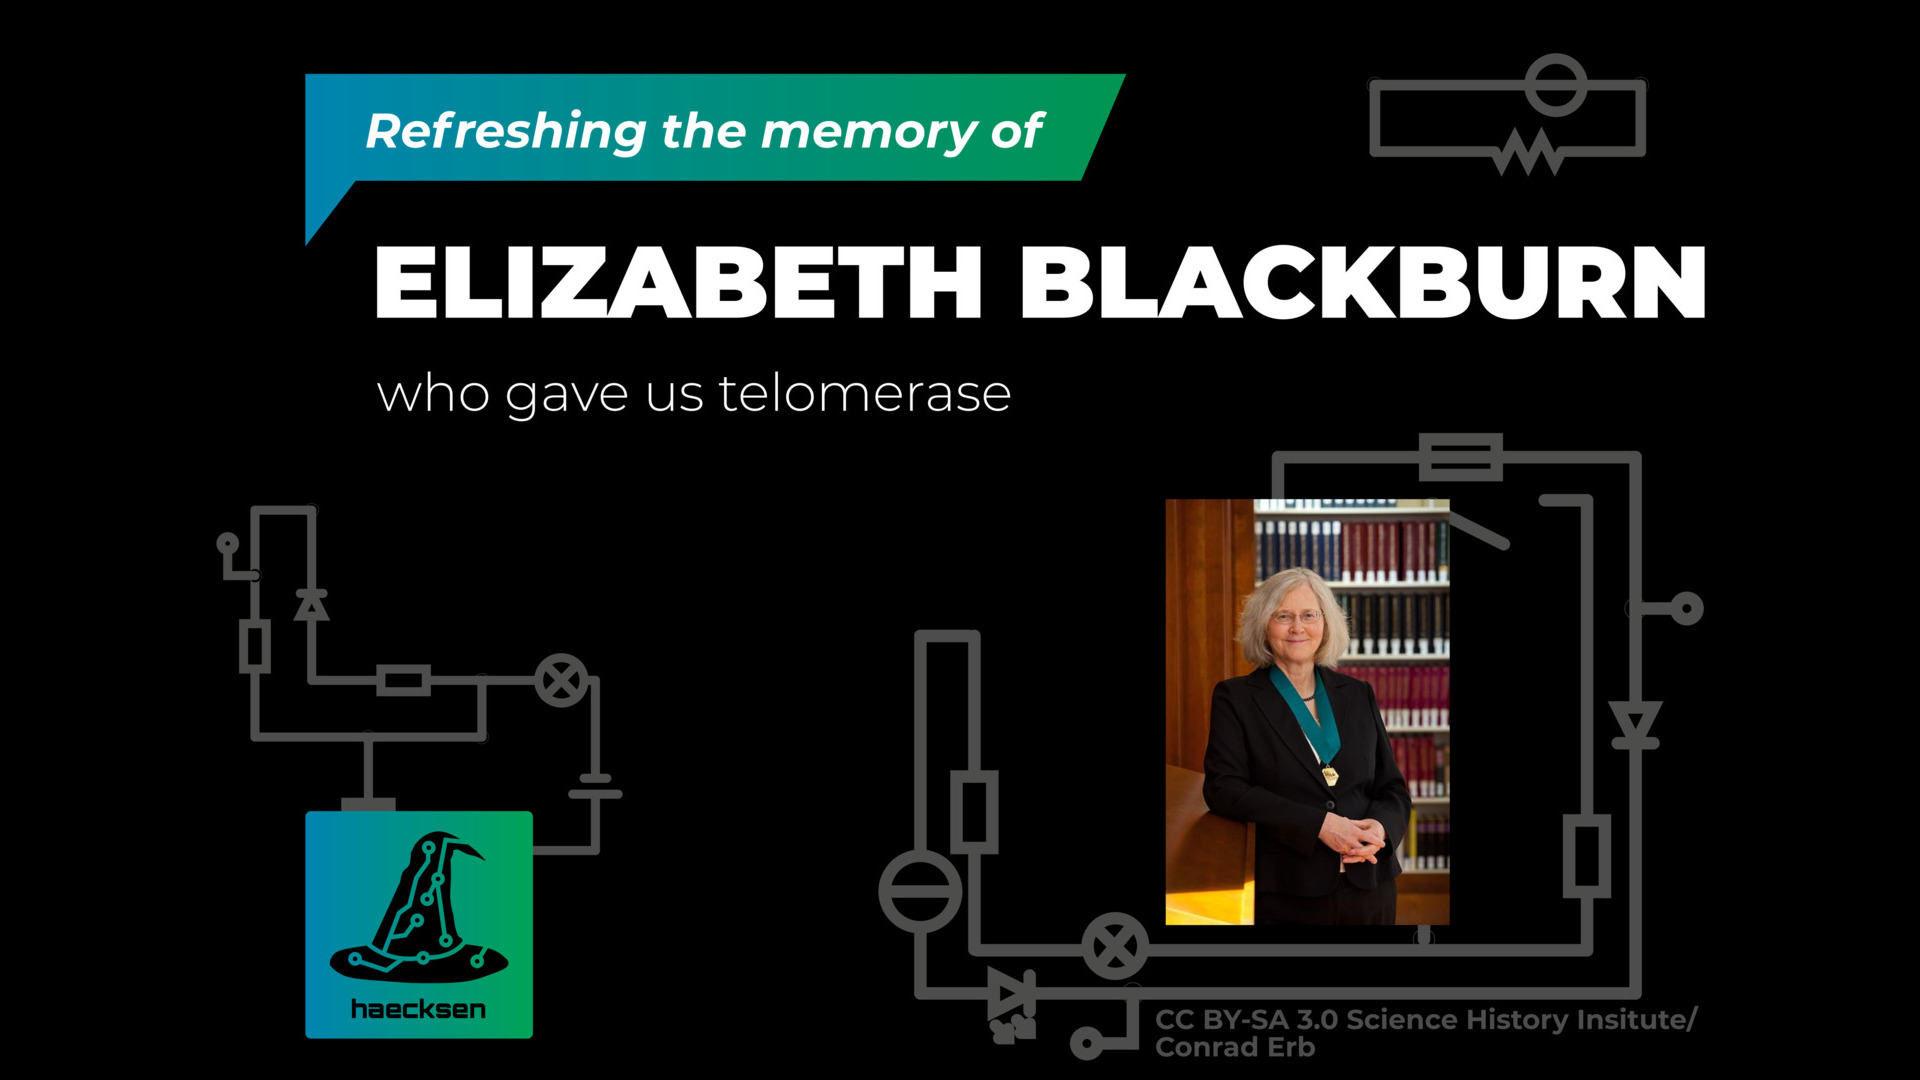 Refreshing the memory of
ELIZABETH BLACKBURN
who gave us telomerase
haecksen
CC BY-SA 3.0 Science History Insitute/
Conrad Erb